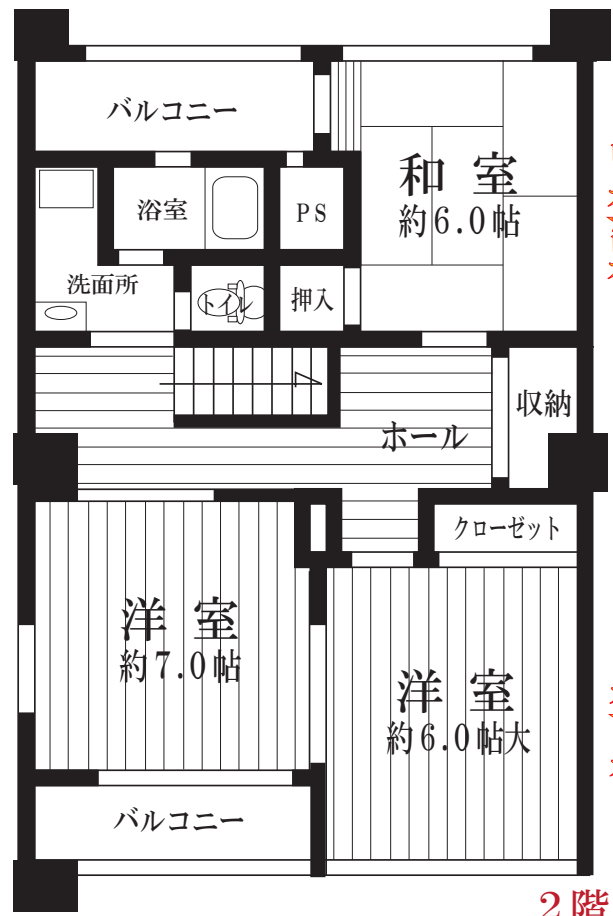 バルコニー
和室
約6.0帖
浴室
PS
洗面所
トイレ
押入
収納
ホール
クローゼット
洋室
約7.0帖
洋室
約6.0帖大
バルコニー
2階